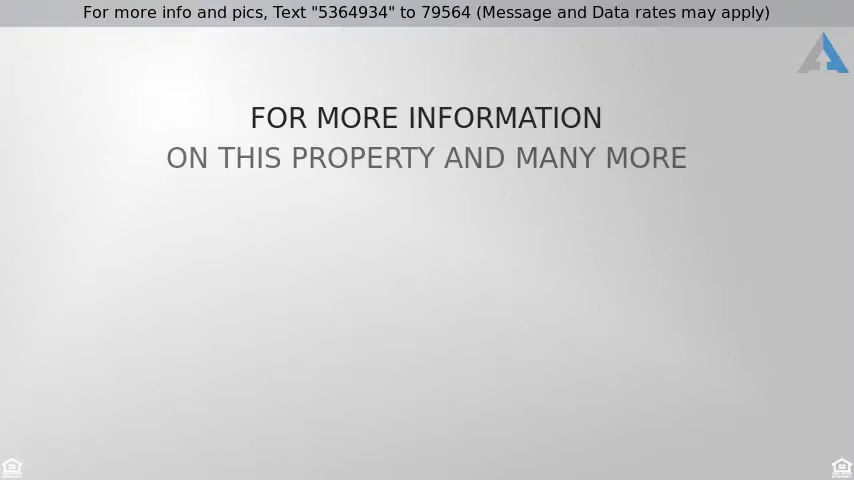 For more info and pics, Text "5364934" to 79564 (Message and Data rates may apply)
FOR MORE INFORMATION
ON THIS PROPERTY AND MANY MORE